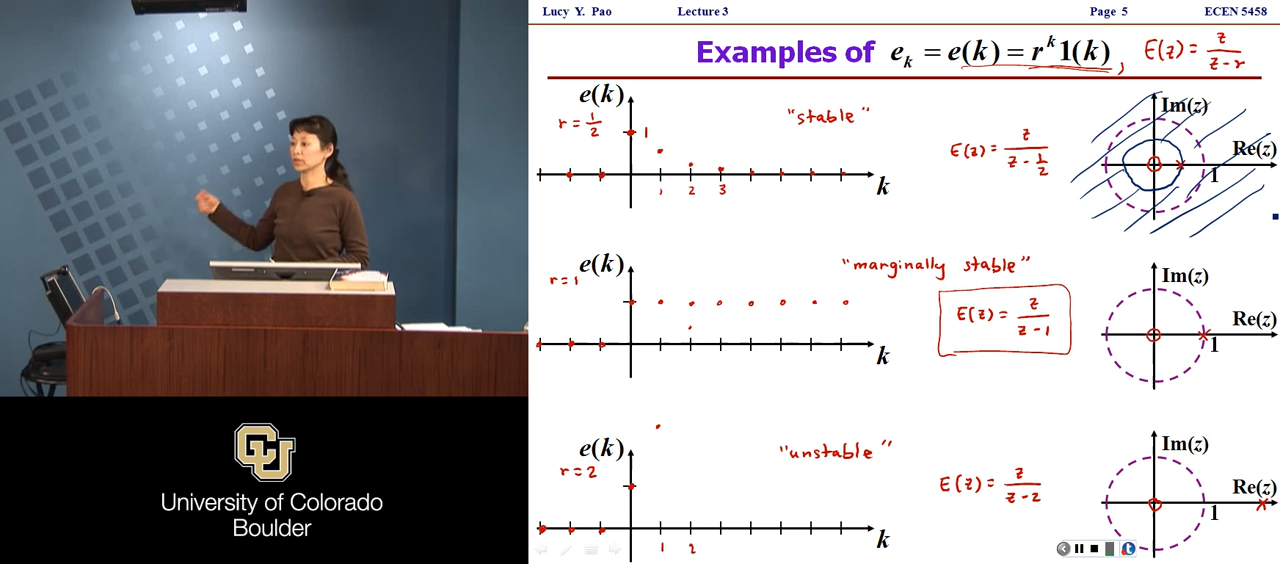 Lucy Y. Pao Lecture 3 Page 5 ECEN 5458
Examples of e_k = e(k) = r^k 1(k), E(z) = z/(z - r)
e(k)
r = 1/2
1
"stable"
E(z) = z/(z - 1/2)
Im(z)
Re(z)
1
1 2 3
k
e(k)
r = 1
"marginally stable"
E(z) = z/(z - 1)
Im(z)
Re(z)
1
k
e(k)
r = 2
"unstable"
E(z) = z/(z - 2)
Im(z)
Re(z)
1
1 2
k
CU
University of Colorado
Boulder